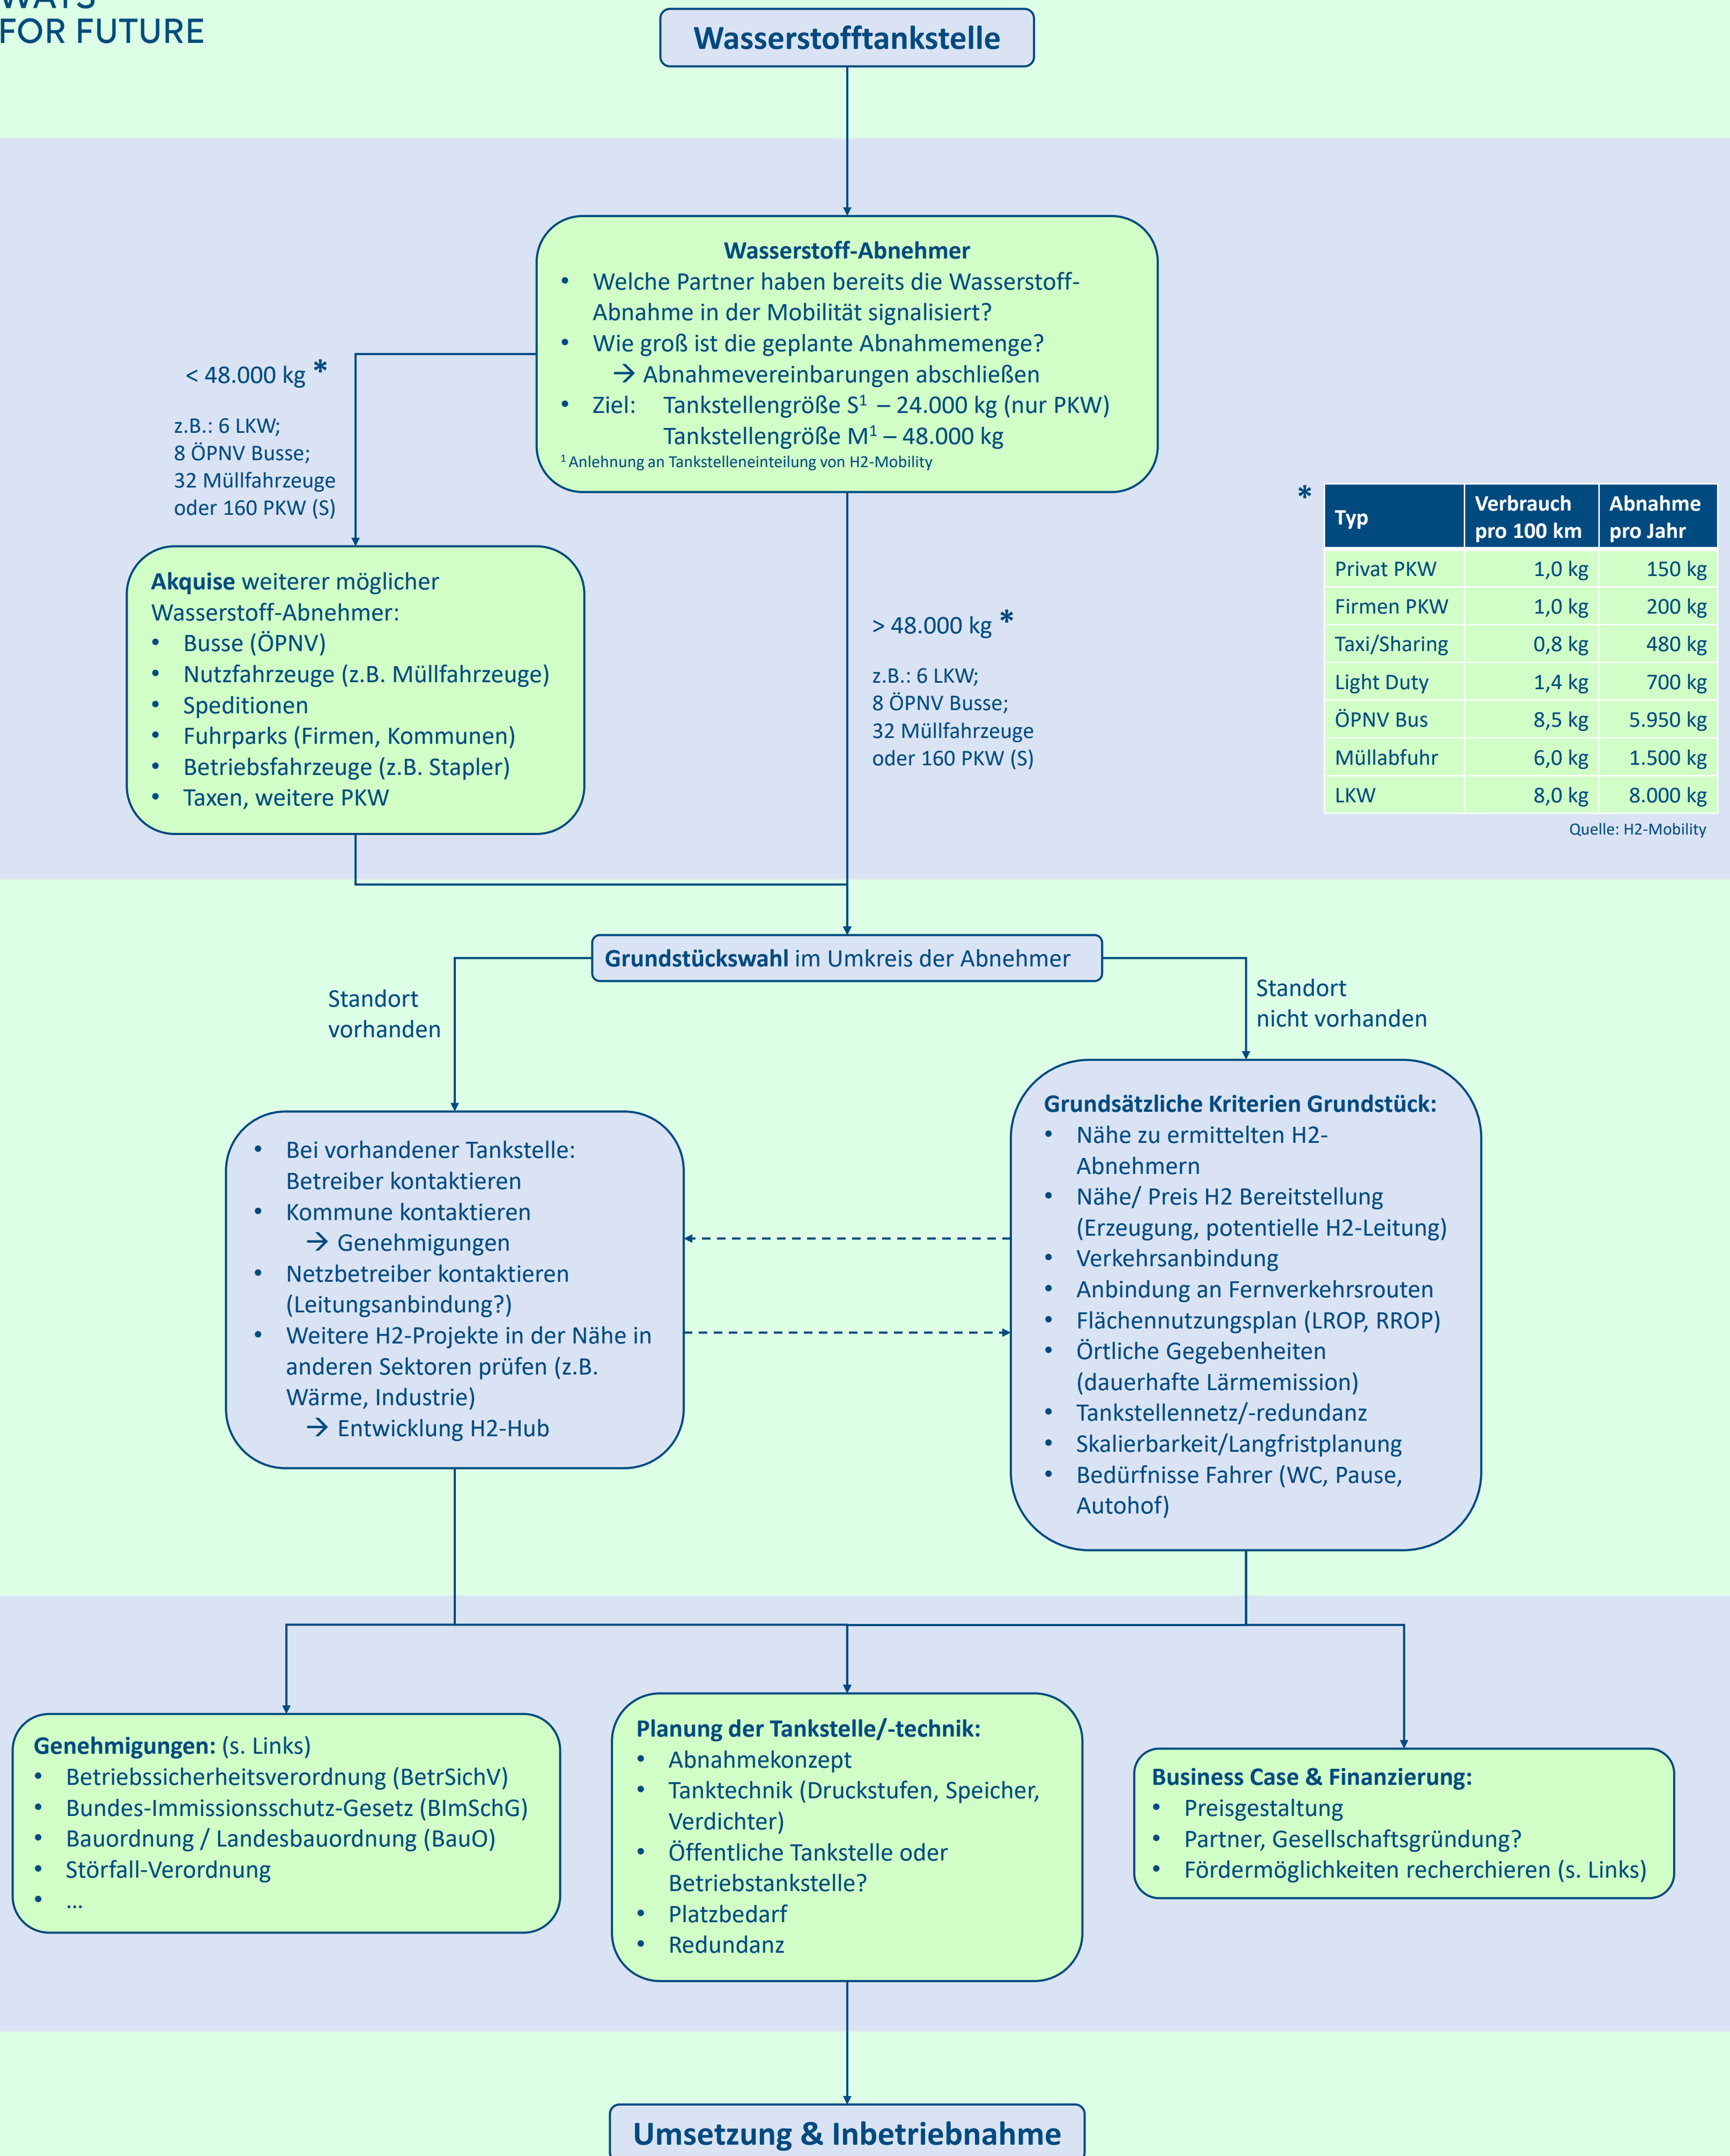 WAYS
FOR FUTURE
Wasserstofftankstelle
Wasserstoff-Abnehmer
• Welche Partner haben bereits die Wasserstoff-
Abnahme in der Mobilität signalisiert?
• Wie groß ist die geplante Abnahmemenge?
→ Abnahmevereinbarungen abschließen
• Ziel: Tankstellengröße S¹ – 24.000 kg (nur PKW)
Tankstellengröße M¹ – 48.000 kg
¹ Anlehnung an Tankstelleneinteilung von H2-Mobility
< 48.000 kg *
z.B.: 6 LKW;
8 ÖPNV Busse;
32 Müllfahrzeuge
oder 160 PKW (S)
Akquise weiterer möglicher
Wasserstoff-Abnehmer:
• Busse (ÖPNV)
• Nutzfahrzeuge (z.B. Müllfahrzeuge)
• Speditionen
• Fuhrparks (Firmen, Kommunen)
• Betriebsfahrzeuge (z.B. Stapler)
• Taxen, weitere PKW
> 48.000 kg *
z.B.: 6 LKW;
8 ÖPNV Busse;
32 Müllfahrzeuge
oder 160 PKW (S)
*
Typ Verbrauch pro 100 km Abnahme pro Jahr
Privat PKW 1,0 kg 150 kg
Firmen PKW 1,0 kg 200 kg
Taxi/Sharing 0,8 kg 480 kg
Light Duty 1,4 kg 700 kg
ÖPNV Bus 8,5 kg 5.950 kg
Müllabfuhr 6,0 kg 1.500 kg
LKW 8,0 kg 8.000 kg
Quelle: H2-Mobility
Grundstückswahl im Umkreis der Abnehmer
Standort
vorhanden
Standort
nicht vorhanden
• Bei vorhandener Tankstelle:
Betreiber kontaktieren
• Kommune kontaktieren
→ Genehmigungen
• Netzbetreiber kontaktieren
(Leitungsanbindung?)
• Weitere H2-Projekte in der Nähe in
anderen Sektoren prüfen (z.B.
Wärme, Industrie)
→ Entwicklung H2-Hub
Grundsätzliche Kriterien Grundstück:
• Nähe zu ermittelten H2-
Abnehmern
• Nähe/ Preis H2 Bereitstellung
(Erzeugung, potentielle H2-Leitung)
• Verkehrsanbindung
• Anbindung an Fernverkehrsrouten
• Flächennutzungsplan (LROP, RROP)
• Örtliche Gegebenheiten
(dauerhafte Lärmemission)
• Tankstellennetz/-redundanz
• Skalierbarkeit/Langfristplanung
• Bedürfnisse Fahrer (WC, Pause,
Autohof)
Genehmigungen: (s. Links)
• Betriebssicherheitsverordnung (BetrSichV)
• Bundes-Immissionsschutz-Gesetz (BImSchG)
• Bauordnung / Landesbauordnung (BauO)
• Störfall-Verordnung
• ...
Planung der Tankstelle/-technik:
• Abnahmekonzept
• Tanktechnik (Druckstufen, Speicher,
Verdichter)
• Öffentliche Tankstelle oder
Betriebstankstelle?
• Platzbedarf
• Redundanz
Business Case & Finanzierung:
• Preisgestaltung
• Partner, Gesellschaftsgründung?
• Fördermöglichkeiten recherchieren (s. Links)
Umsetzung & Inbetriebnahme